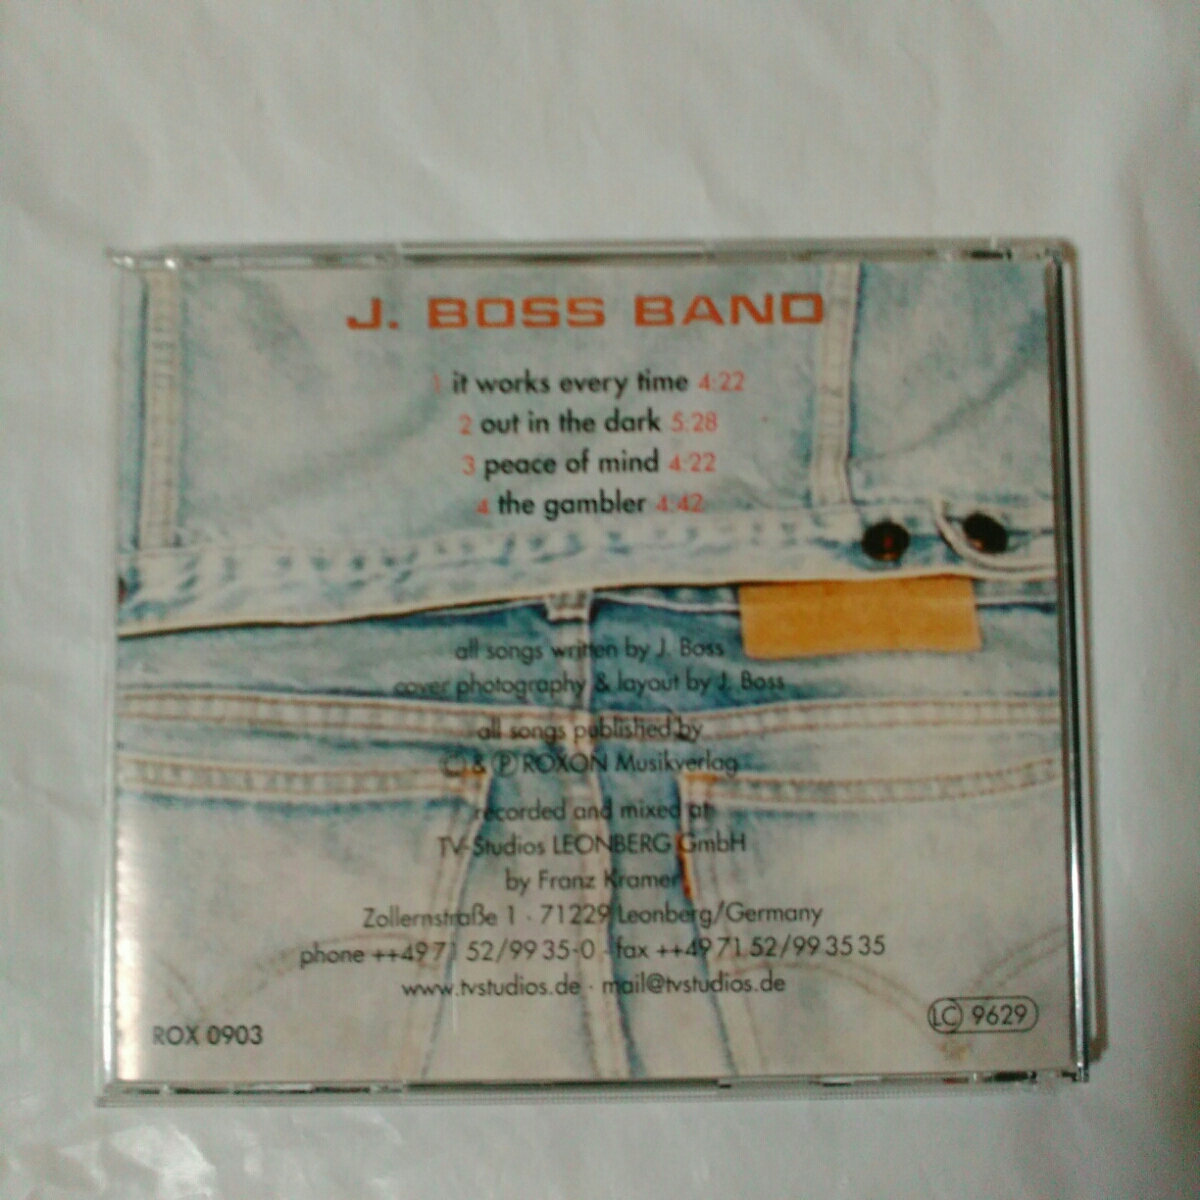 J. BOSS BAND
1 it works every time 4:22
2 out in the dark 5:28
3 peace of mind 4:22
4 the gambler 4:42
all songs written by J. Boss
cover photography & layout by J. Boss
all songs published by
© & ℗ ROXON Musikverlag
recorded and mixed at
TV-Studios LEONBERG GmbH
by Franz Kramer
Zollernstraße 1 · 71229 Leonberg/Germany
phone ++49 71 52/99 35-0 · fax ++49 71 52/99 35 35
www.tvstudios.de · mail@tvstudios.de
ROX 0903
LC 9629